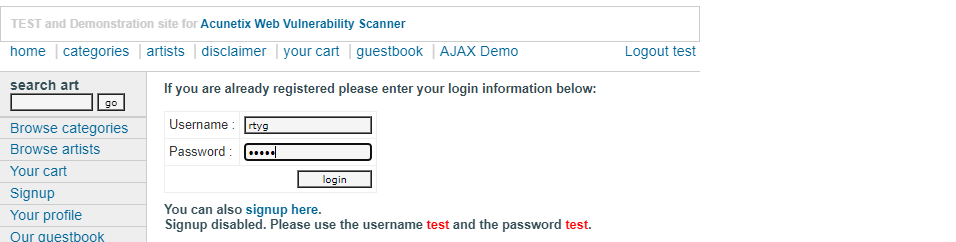 TEST and Demonstration site for Acunetix Web Vulnerability Scanner
home | categories | artists | disclaimer | your cart | guestbook | AJAX Demo Logout test
search art
go
Browse categories
Browse artists
Your cart
Signup
Your profile
Our guestbook
If you are already registered please enter your login information below:
Username : rtyg
Password : •••••
login
You can also signup here.
Signup disabled. Please use the username test and the password test.